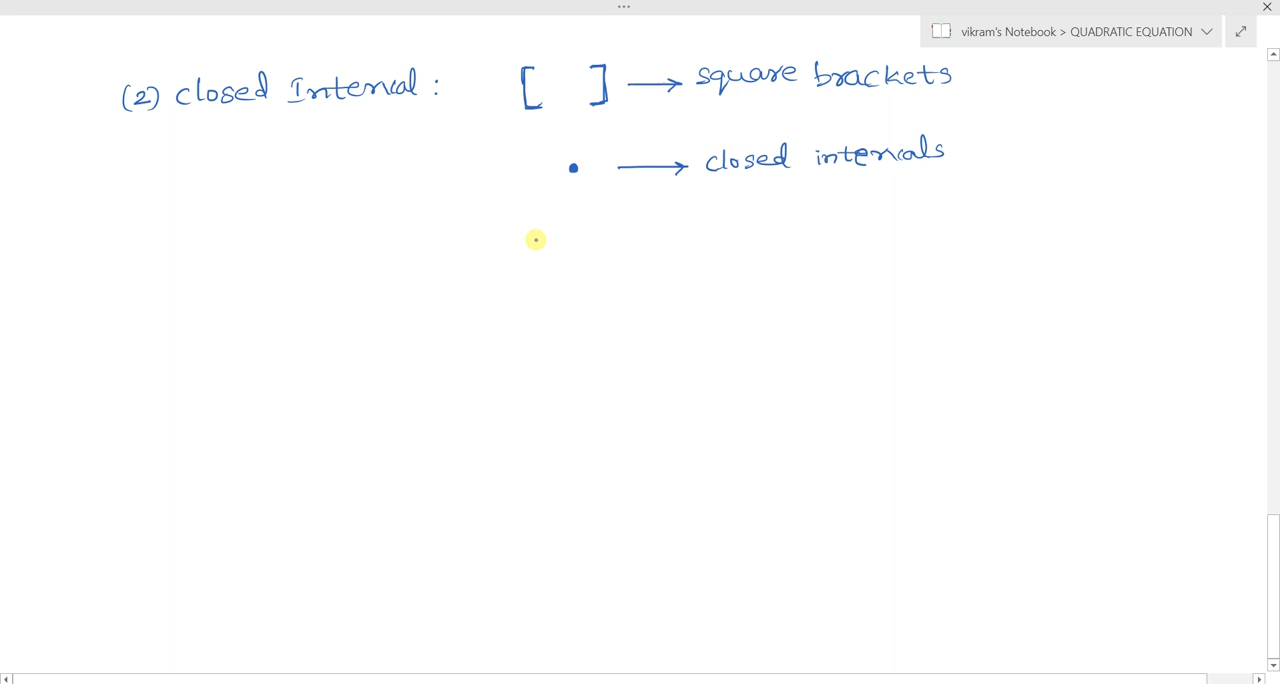 vikram's Notebook > QUADRATIC EQUATION
(2) closed Interval : [ ] → square brackets
• → closed intervals